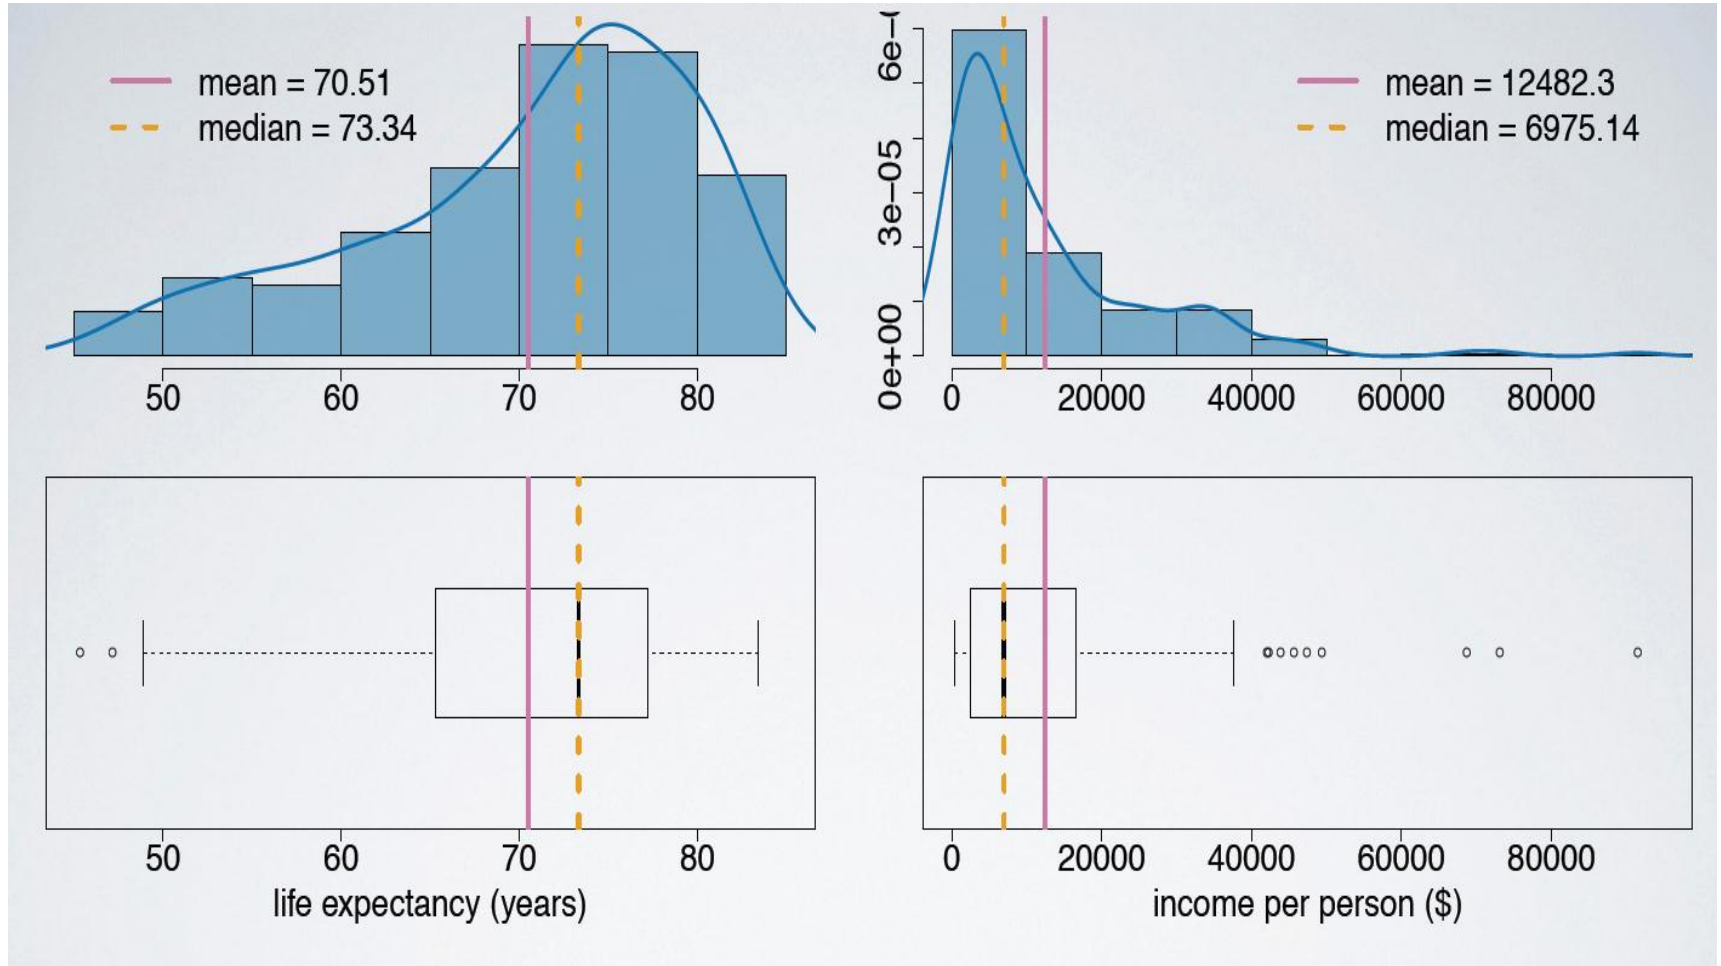 mean = 70.51
median = 73.34
50 60 70 80
mean = 12482.3
median = 6975.14
0e+00 3e−05
0 20000 40000 60000 80000
50 60 70 80
life expectancy (years)
0 20000 40000 60000 80000
income per person ($)